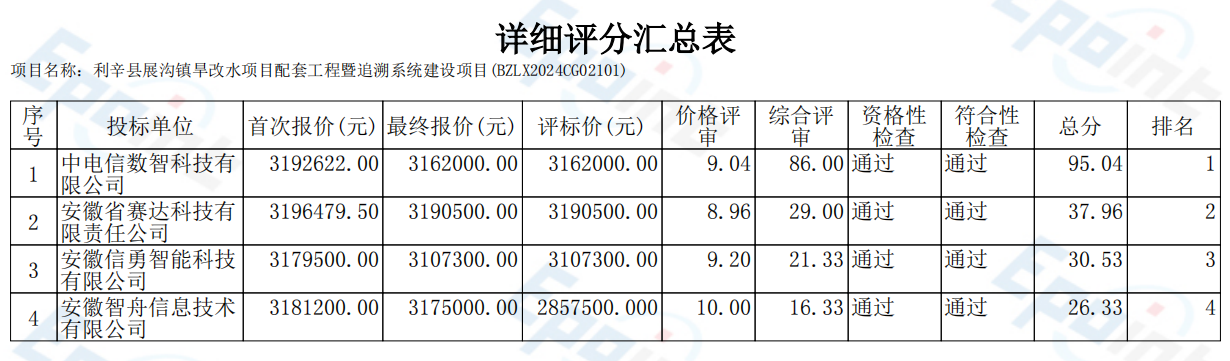 详细评分汇总表
项目名称：利辛县展沟镇旱改水项目配套工程暨追溯系统建设项目(BZLX2024CG02101)
序号 投标单位 首次报价(元) 最终报价(元) 评标价(元) 价格评审 综合评审 资格性检查 符合性检查 总分 排名
1 中电信数智科技有限公司 3192622.00 3162000.00 3162000.00 9.04 86.00 通过 通过 95.04 1
2 安徽省赛达科技有限责任公司 3196479.50 3190500.00 3190500.00 8.96 29.00 通过 通过 37.96 2
3 安徽信勇智能科技有限公司 3179500.00 3107300.00 3107300.00 9.20 21.33 通过 通过 30.53 3
4 安徽智舟信息技术有限公司 3181200.00 3175000.00 2857500.000 10.00 16.33 通过 通过 26.33 4